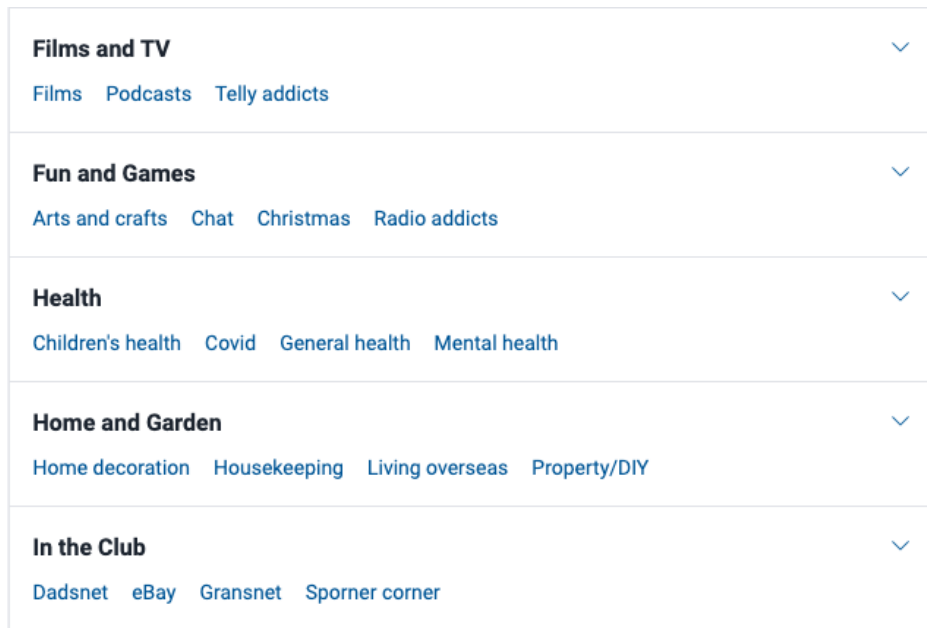 Films and TV
Films Podcasts Telly addicts
Fun and Games
Arts and crafts Chat Christmas Radio addicts
Health
Children's health Covid General health Mental health
Home and Garden
Home decoration Housekeeping Living overseas Property/DIY
In the Club
Dadsnet eBay Gransnet Sporner corner